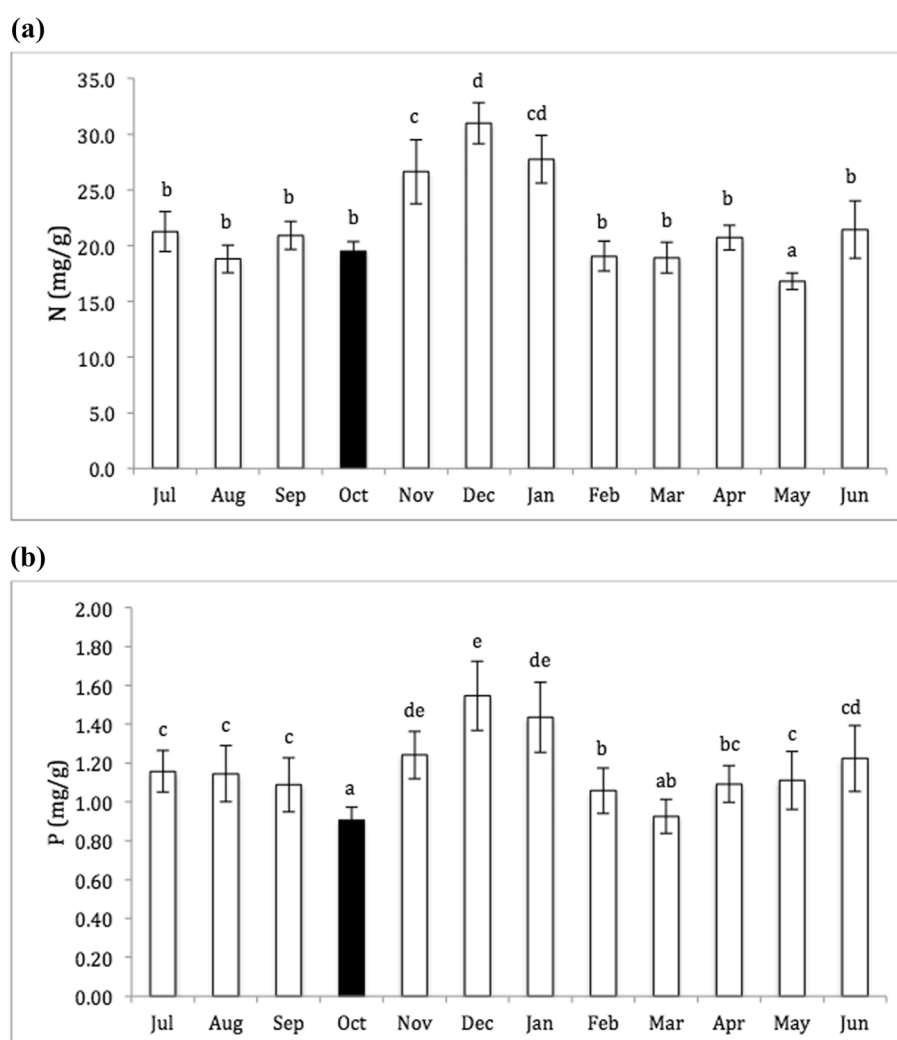 (a)
N (mg/g)
35.0
30.0
25.0
20.0
15.0
10.0
5.0
0.0
b b b b c d cd b b b a b
Jul Aug Sep Oct Nov Dec Jan Feb Mar Apr May Jun
(b)
P (mg/g)
2.00
1.80
1.60
1.40
1.20
1.00
0.80
0.60
0.40
0.20
0.00
c c c a de e de b ab bc c cd
Jul Aug Sep Oct Nov Dec Jan Feb Mar Apr May Jun